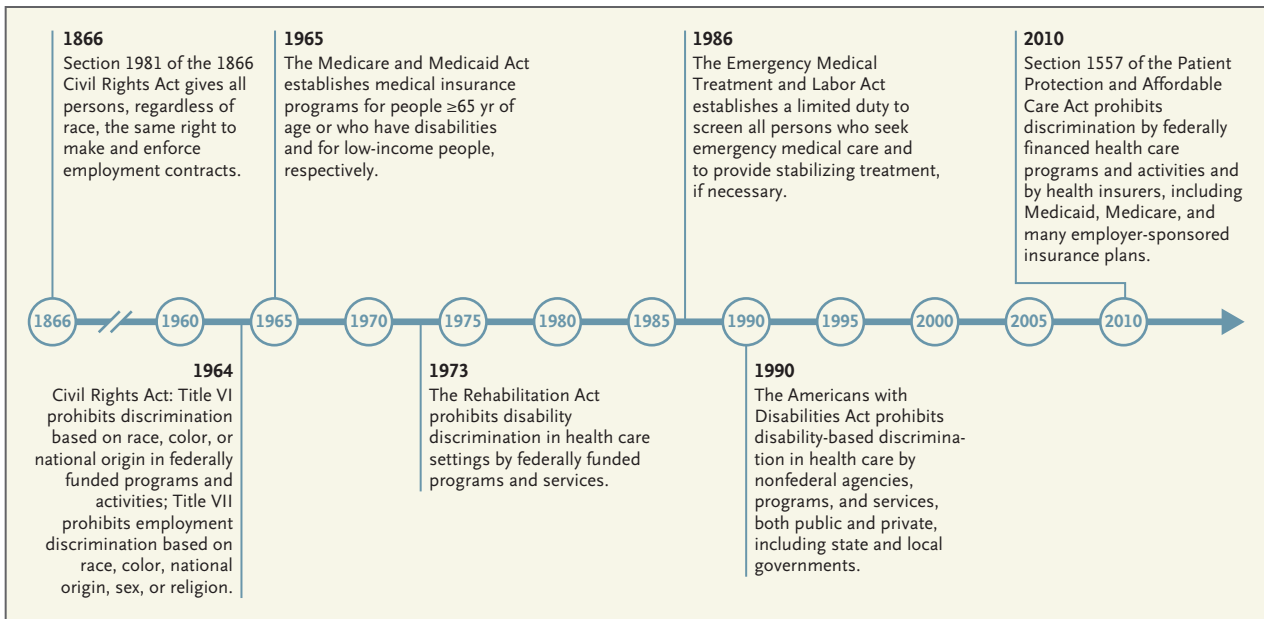 1866
Section 1981 of the 1866
Civil Rights Act gives all
persons, regardless of
race, the same right to
make and enforce
employment contracts.
1965
The Medicare and Medicaid Act
establishes medical insurance
programs for people ≥65 yr of
age or who have disabilities
and for low-income people,
respectively.
1986
The Emergency Medical
Treatment and Labor Act
establishes a limited duty to
screen all persons who seek
emergency medical care and
to provide stabilizing treatment,
if necessary.
2010
Section 1557 of the Patient
Protection and Affordable
Care Act prohibits
discrimination by federally
financed health care
programs and activities and
by health insurers, including
Medicaid, Medicare, and
many employer-sponsored
insurance plans.
1866 1960 1965 1970 1975 1980 1985 1990 1995 2000 2005 2010
1964
Civil Rights Act: Title VI
prohibits discrimination
based on race, color, or
national origin in federally
funded programs and
activities; Title VII
prohibits employment
discrimination based on
race, color, national
origin, sex, or religion.
1973
The Rehabilitation Act
prohibits disability
discrimination in health care
settings by federally funded
programs and services.
1990
The Americans with
Disabilities Act prohibits
disability-based discrimina-
tion in health care by
nonfederal agencies,
programs, and services,
both public and private,
including state and local
governments.